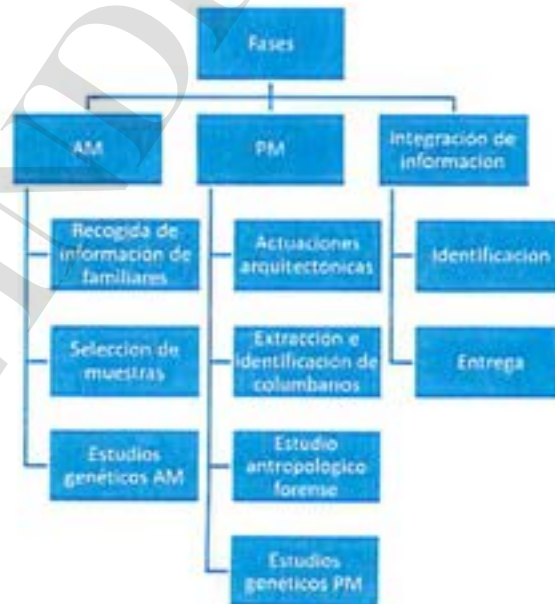 Fases
AM
Recogida de
información de
familiares
Selección de
muestras
Estudios
genéticos AM
PM
Actuaciones
arquitectónicas
Extracción e
identificación de
columbarios
Estudio
antropológico
forense
Estudios
genéticos PM
Integración de
información
Identificación
Entrega